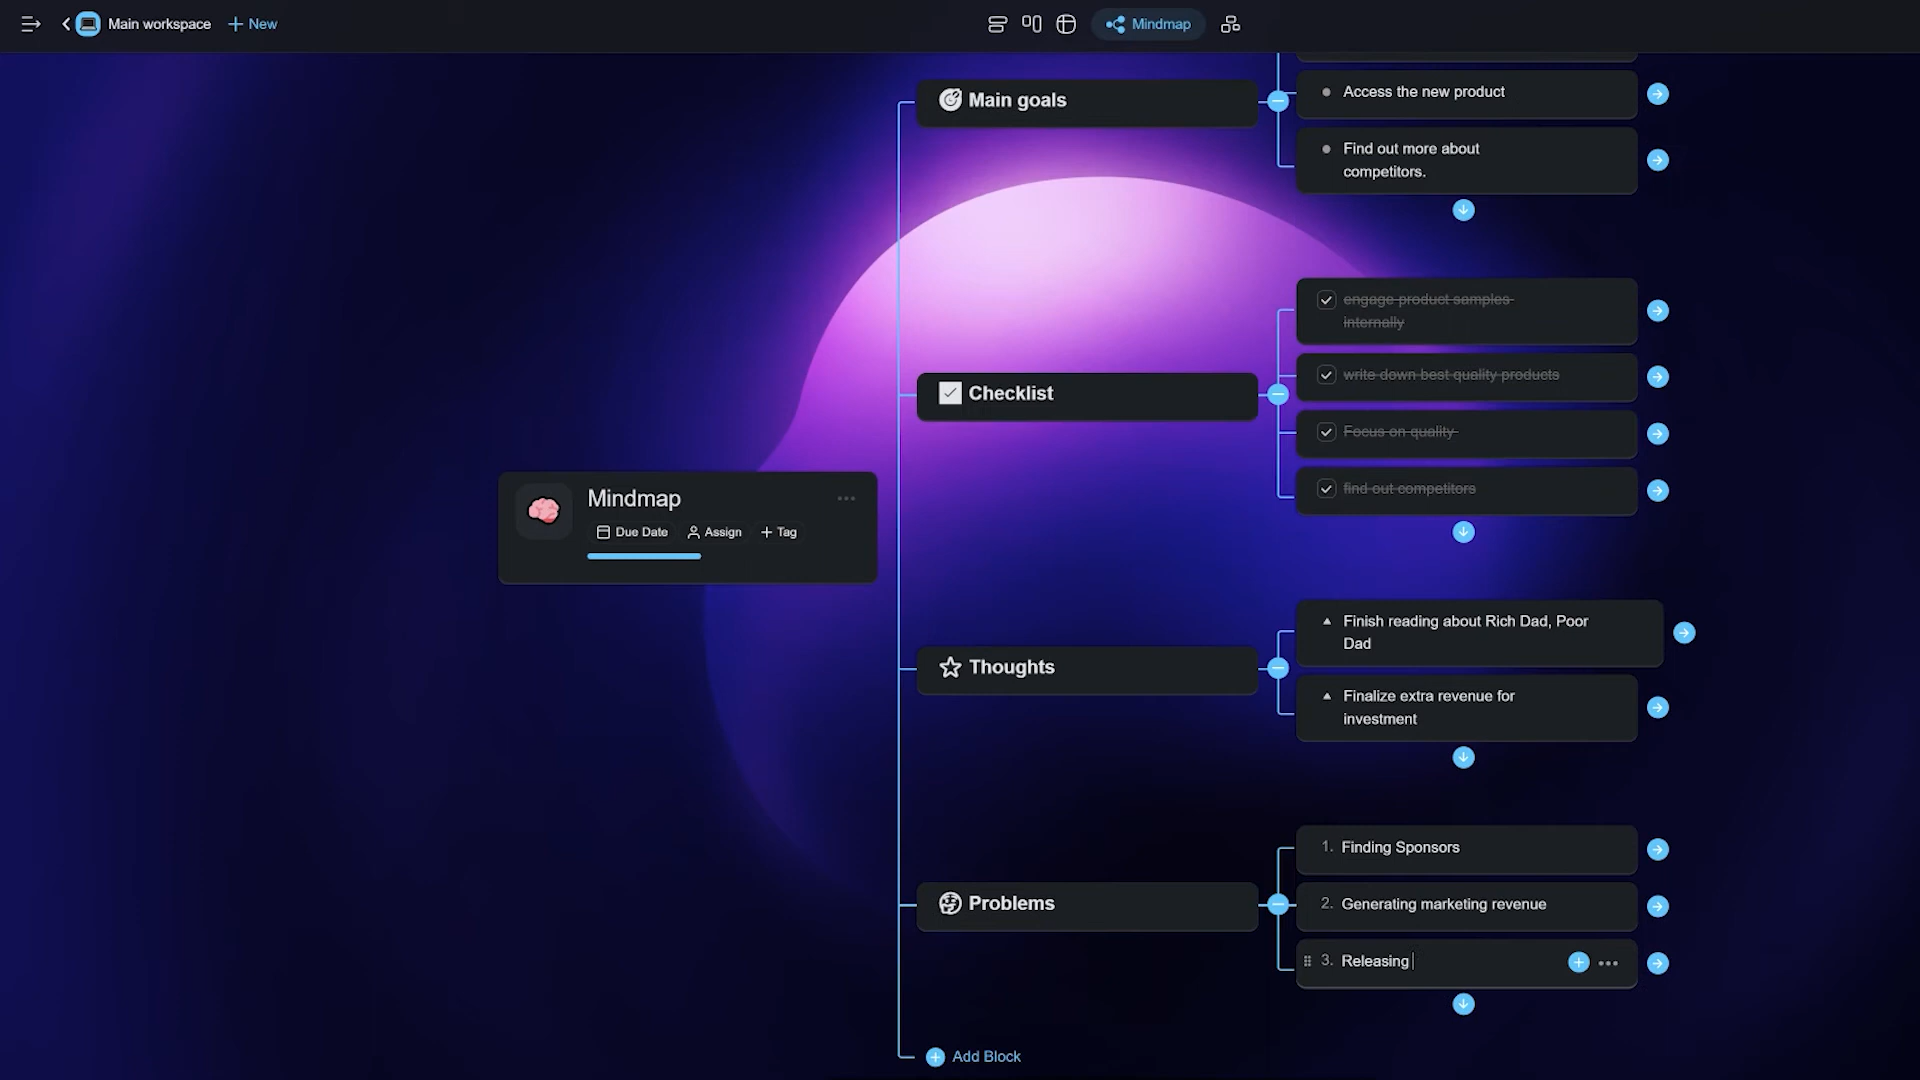 Main workspace
New
Mindmap
Main goals
Access the new product
Find out more about
competitors.
engage product samples
internally
write down best quality products
Checklist
Focus on quality
find out competitors
Mindmap
Due Date
Assign
Tag
Finish reading about Rich Dad, Poor
Dad
Thoughts
Finalize extra revenue for
investment
1. Finding Sponsors
Problems
2. Generating marketing revenue
3. Releasing
Add Block